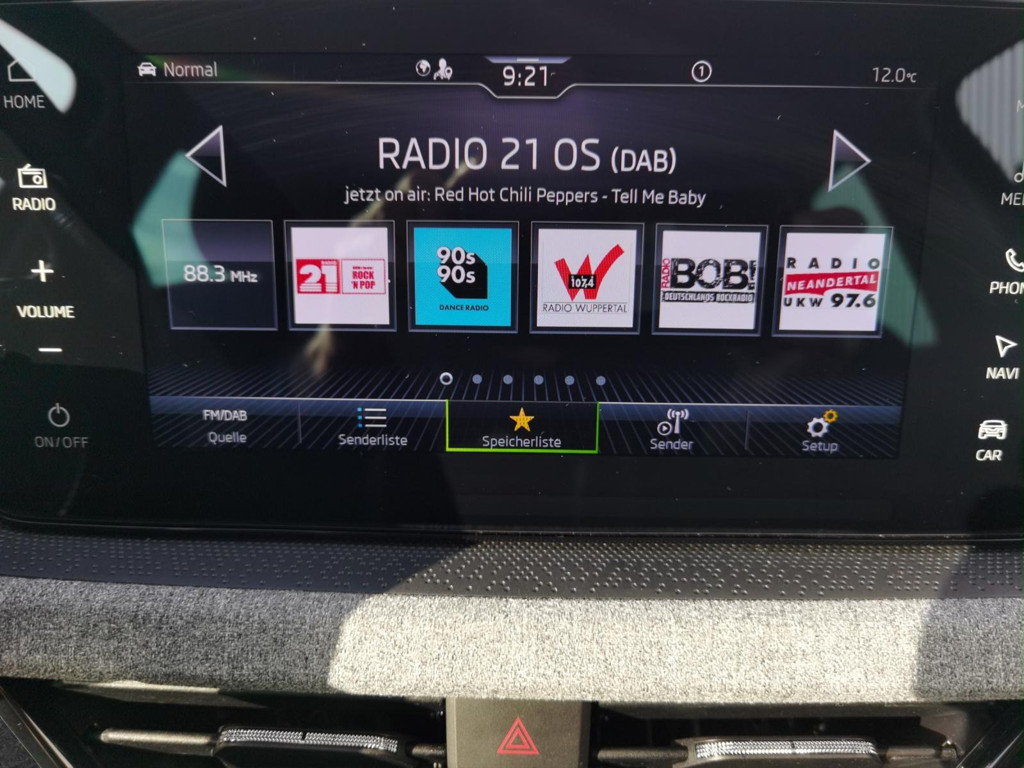 Normal
9:21
1
12.0°C
HOME
RADIO 21 OS (DAB)
jetzt on air: Red Hot Chili Peppers - Tell Me Baby
RADIO
+
VOLUME
–
ON/OFF
88.3 MHz
RADIO
21
ROCK
'N POP
90s
90s
DANCE RADIO
107,4
RADIO WUPPERTAL
RADIO
BOB!
DEUTSCHLANDS ROCKRADIO
RADIO
NEANDERTAL
UKW 97.6
FM/DAB
Quelle
Senderliste
Speicherliste
Sender
Setup
NAVI
CAR